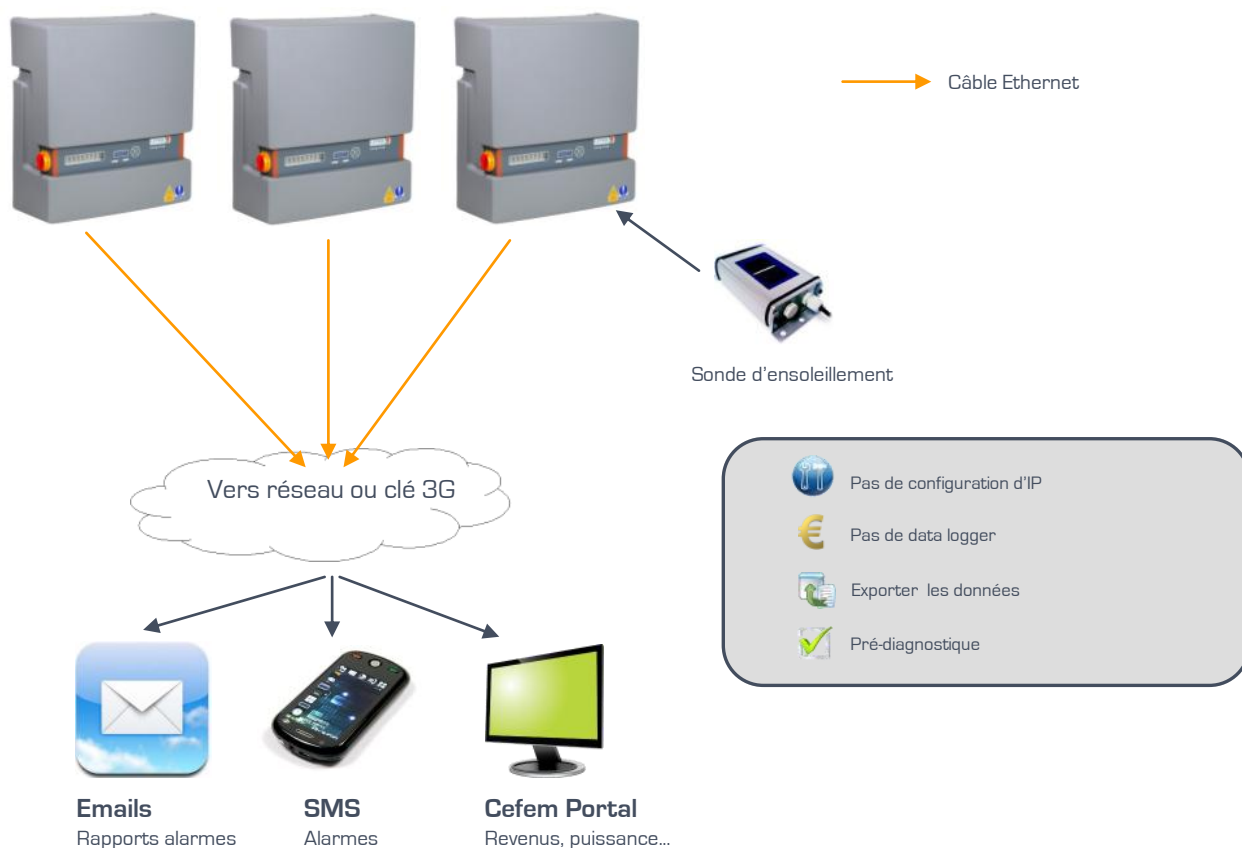 Câble Ethernet
Sonde d'ensoleillement
Vers réseau ou clé 3G
Pas de configuration d'IP
Pas de data logger
Exporter les données
Pré-diagnostique
Emails
Rapports alarmes
SMS
Alarmes
Cefem Portal
Revenus, puissance...